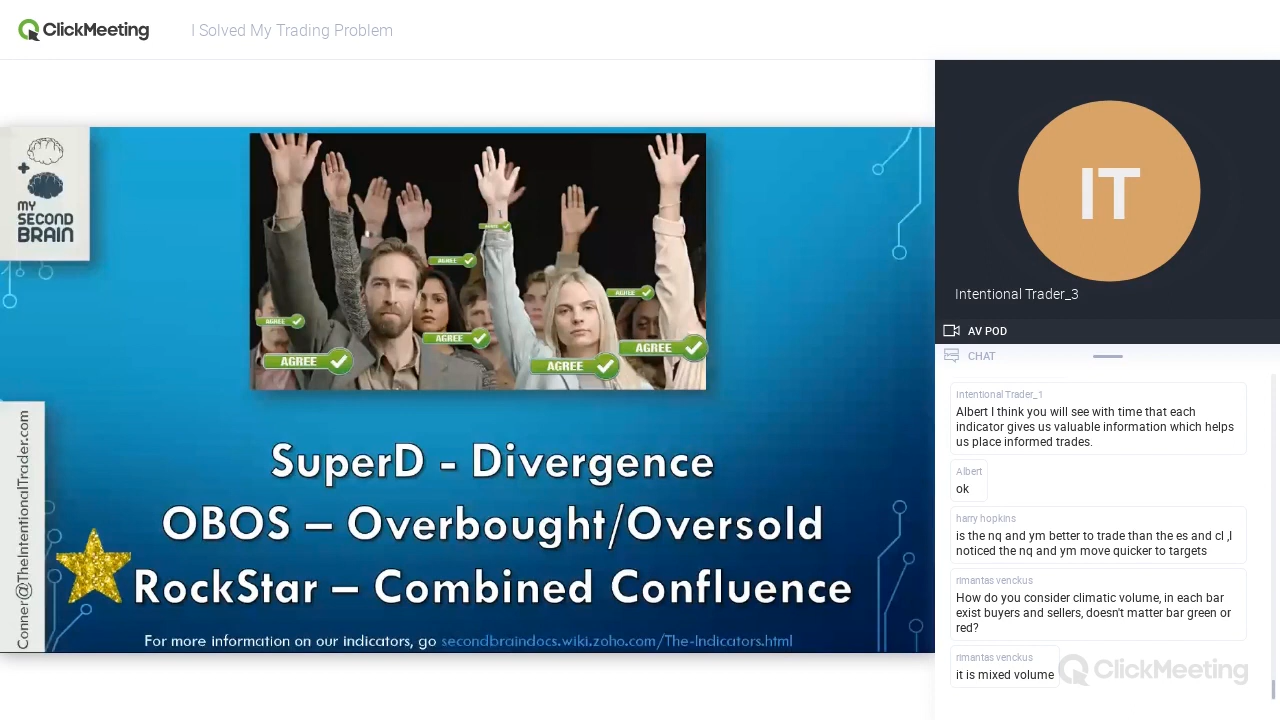 ClickMeeting
I Solved My Trading Problem
MY
SECOND
BRAIN
AGREE
AGREE
AGREE
AGREE
AGREE
AGREE
AGREE
AGREE
Conner@TheIntentionalTrader.com
SuperD - Divergence
OBOS – Overbought/Oversold
RockStar – Combined Confluence
For more information on our indicators, go secondbraindocs.wiki.zoho.com/The-Indicators.html
IT
Intentional Trader_3
AV POD
CHAT
Intentional Trader_1
Albert I think you will see with time that each
indicator gives us valuable information which helps
us place informed trades.
Albert
ok
harry hopkins
is the nq and ym better to trade than the es and cl ,I
noticed the nq and ym move quicker to targets
rimantas venckus
How do you consider climatic volume, in each bar
exist buyers and sellers, doesn't matter bar green or
red?
rimantas venckus
it is mixed volume
ClickMeeting